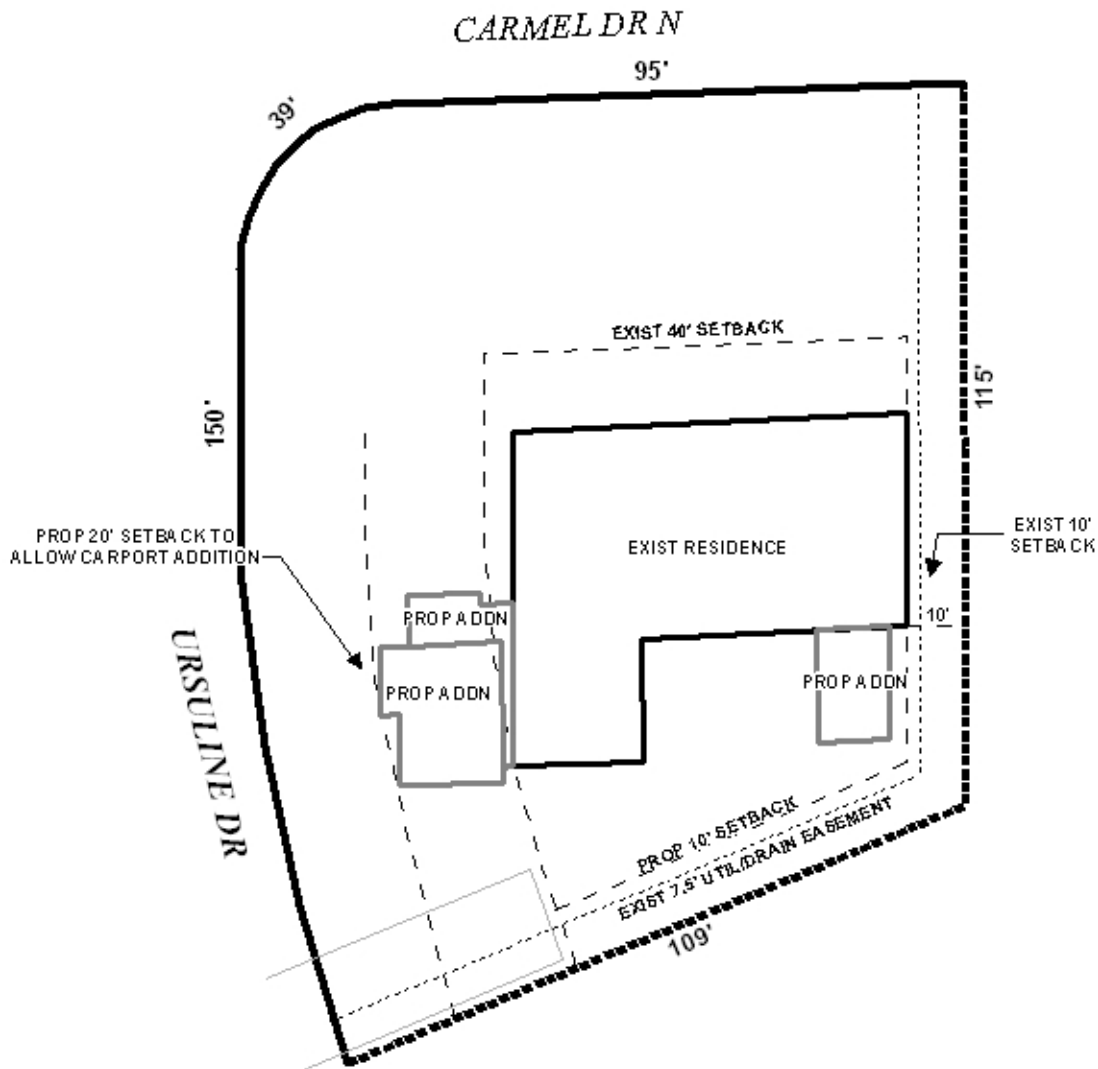 CARMEL DR N
95'
39'
EXIST 40' SETBACK
115'
150'
PROP 20' SETBACK TO
ALLOW CARPORT ADDITION
EXIST RESIDENCE
EXIST 10'
SETBACK
PROP ADDN
10'
PROP ADDN
PROP ADDN
URSULINE DR
PROP 10' SETBACK
EXIST 7.5' UTIL/DRAIN EASEMENT
109'